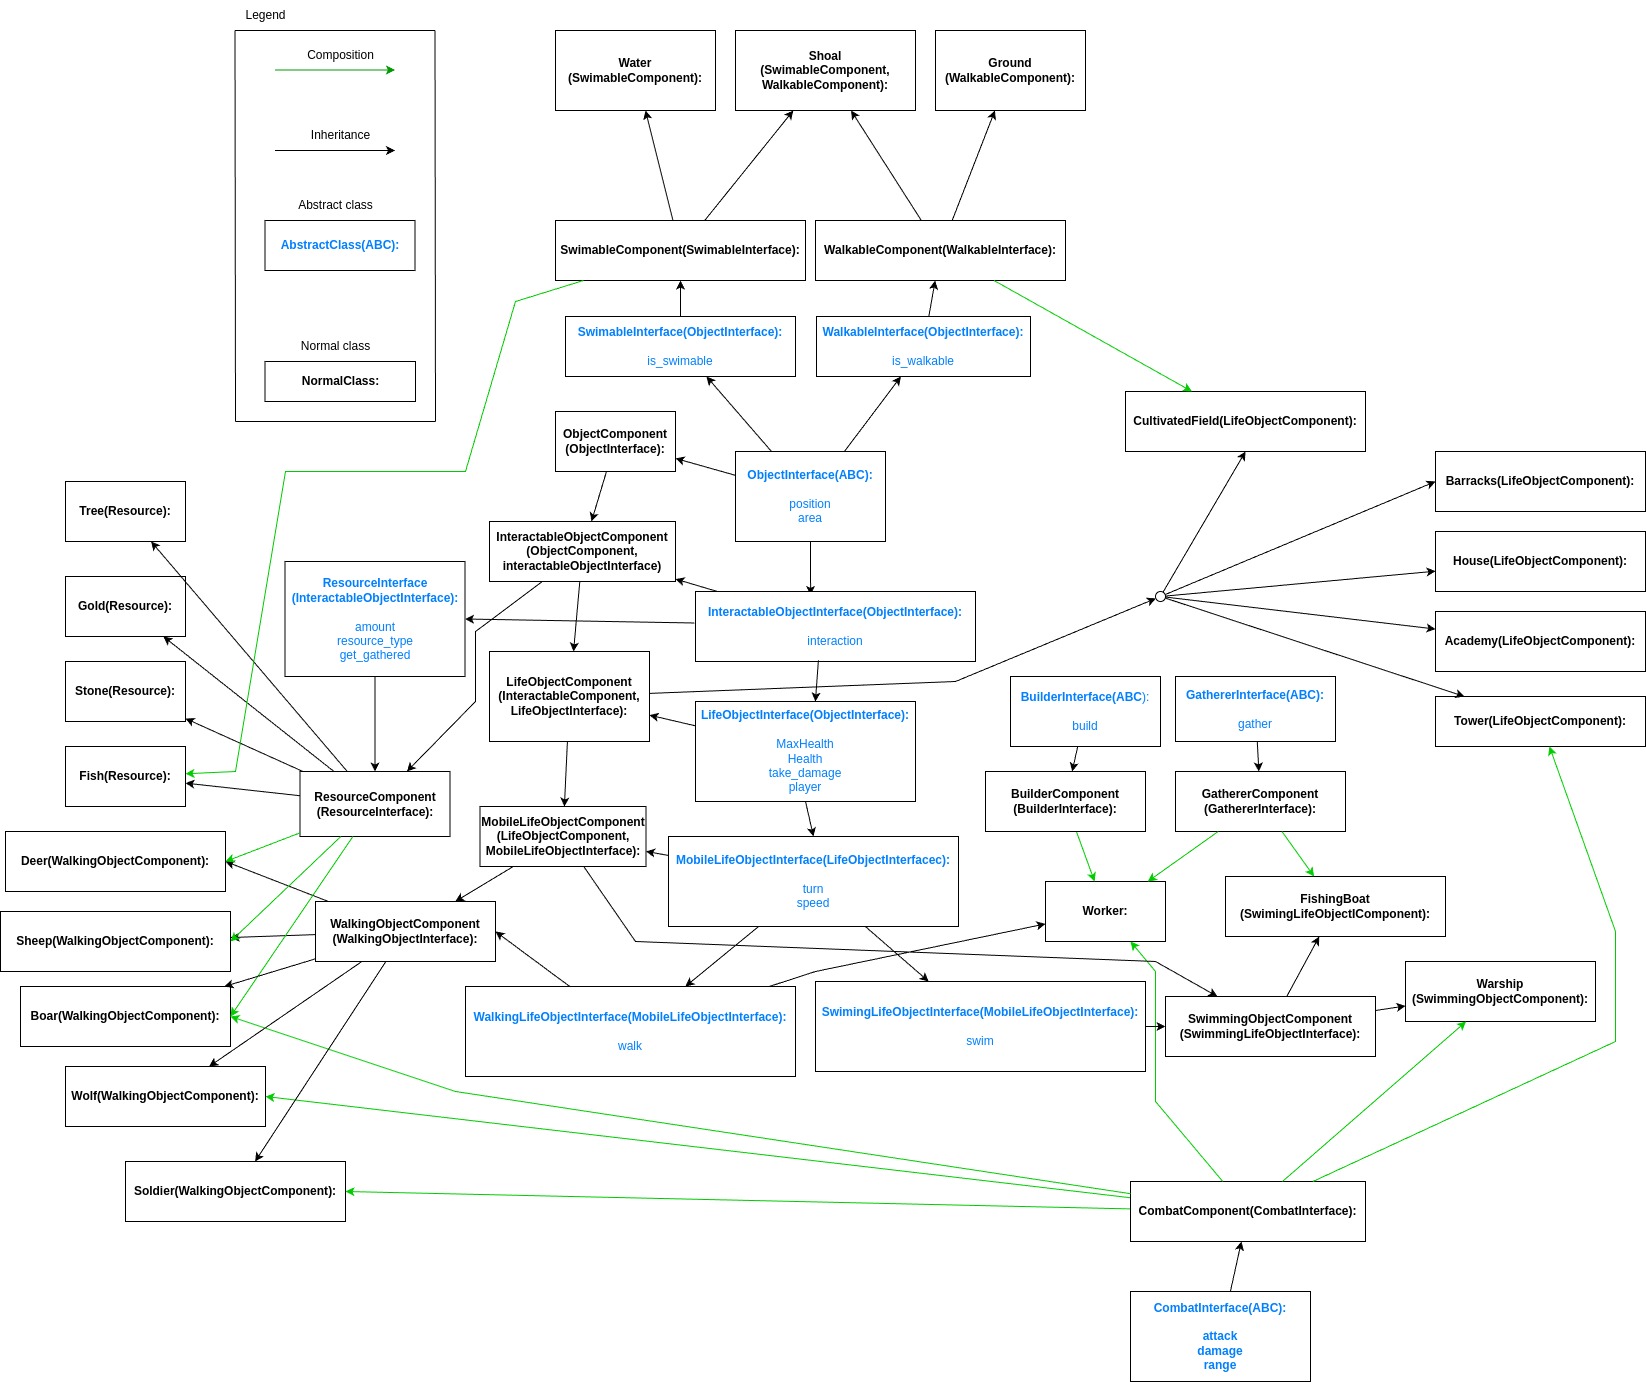 Legend
Composition
Inheritance
Abstract class
AbstractClass(ABC):
Normal class
NormalClass:
Water
(SwimableComponent):
Shoal
(SwimableComponent,
WalkableComponent):
Ground
(WalkableComponent):
SwimableComponent(SwimableInterface):
WalkableComponent(WalkableInterface):
SwimableInterface(ObjectInterface):
is_swimable
WalkableInterface(ObjectInterface):
is_walkable
CultivatedField(LifeObjectComponent):
ObjectComponent
(ObjectInterface):
ObjectInterface(ABC):
position
area
Barracks(LifeObjectComponent):
House(LifeObjectComponent):
Academy(LifeObjectComponent):
Tower(LifeObjectComponent):
Tree(Resource):
Gold(Resource):
Stone(Resource):
Fish(Resource):
ResourceInterface
(InteractableObjectInterface):
amount
resource_type
get_gathered
InteractableObjectComponent
(ObjectComponent,
interactableObjectInterface)
InteractableObjectInterface(ObjectInterface):
interaction
LifeObjectComponent
(InteractableComponent,
LifeObjectInterface):
LifeObjectInterface(ObjectInterface):
MaxHealth
Health
take_damage
player
BuilderInterface(ABC):
build
GathererInterface(ABC):
gather
ResourceComponent
(ResourceInterface):
BuilderComponent
(BuilderInterface):
GathererComponent
(GathererInterface):
MobileLifeObjectComponent
(LifeObjectComponent,
MobileLifeObjectInterface):
MobileLifeObjectInterface(LifeObjectInterfacec):
turn
speed
Deer(WalkingObjectComponent):
Sheep(WalkingObjectComponent):
Boar(WalkingObjectComponent):
Wolf(WalkingObjectComponent):
Soldier(WalkingObjectComponent):
WalkingObjectComponent
(WalkingObjectInterface):
Worker:
FishingBoat
(SwimingLifeObjectIComponent):
WalkingLifeObjectInterface(MobileLifeObjectInterface):
walk
SwimingLifeObjectInterface(MobileLifeObjectInterface):
swim
SwimmingObjectComponent
(SwimmingLifeObjectInterface):
Warship
(SwimmingObjectComponent):
CombatComponent(CombatInterface):
CombatInterface(ABC):
attack
damage
range